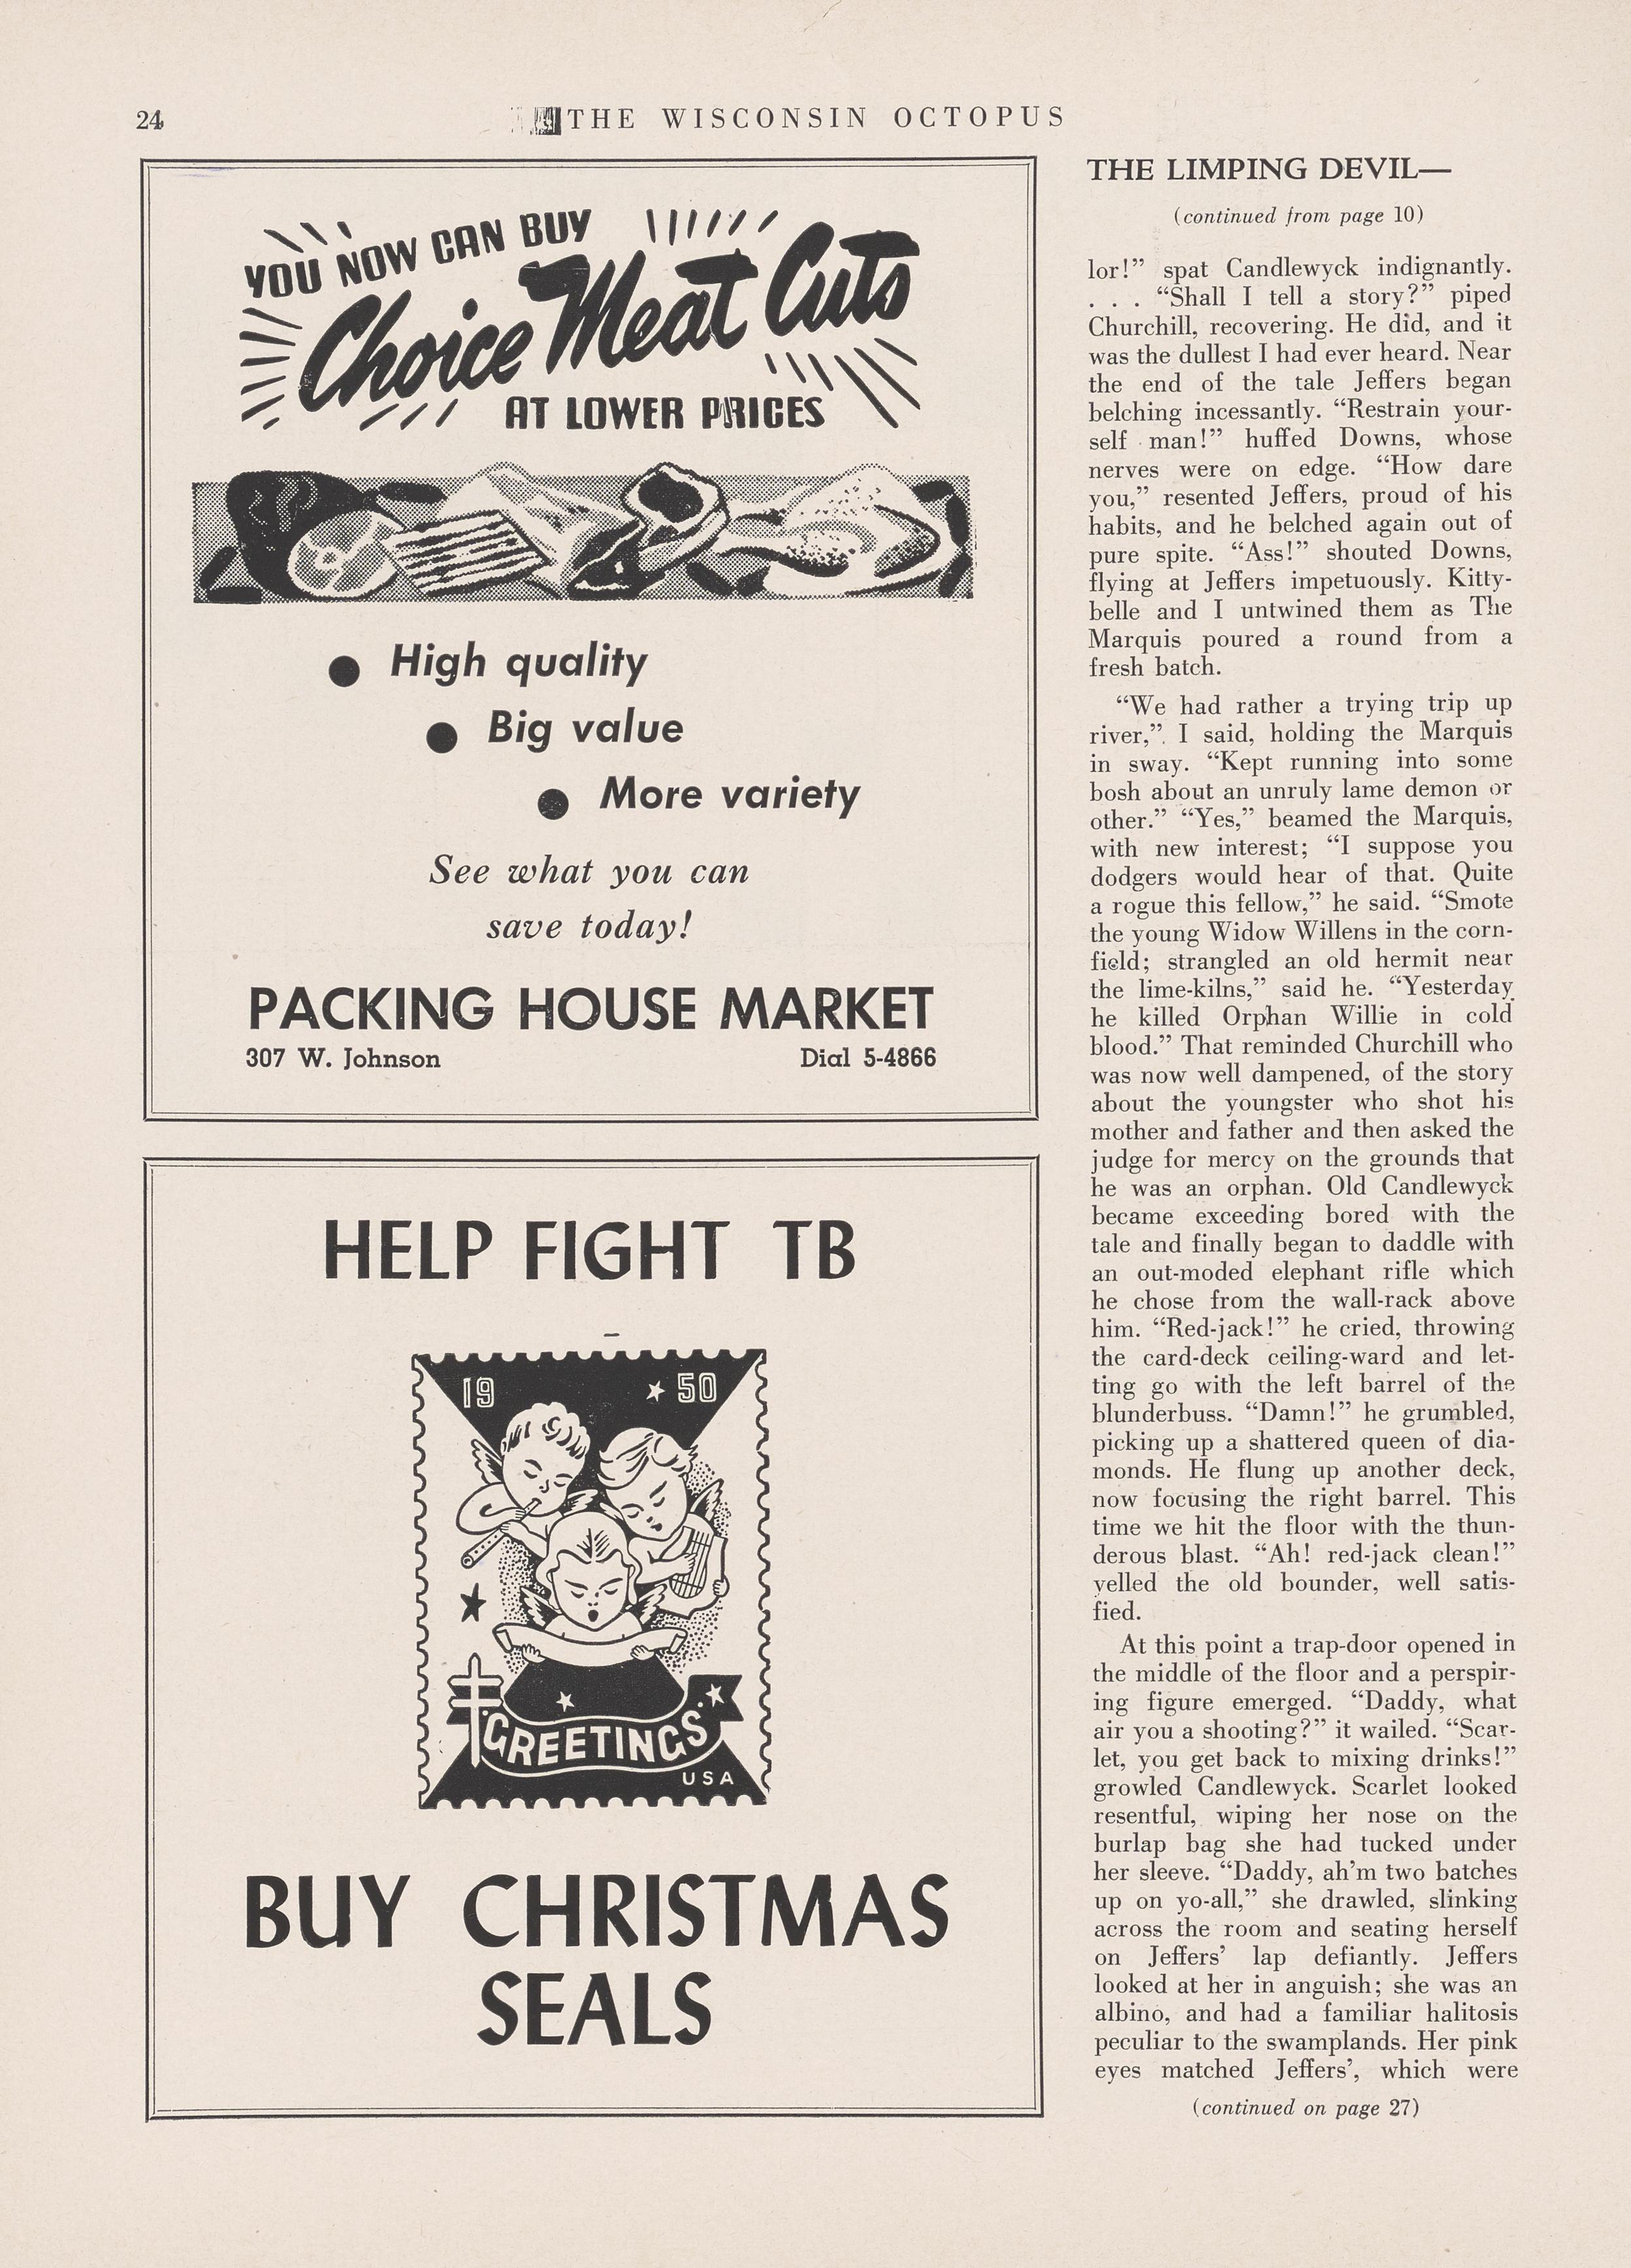 24
THE WISCONSIN OCTOPUS
YOU NOW CAN BUY
Choice Meat Cuts
AT LOWER PRICES
● High quality
● Big value
● More variety
See what you can
save today!
PACKING HOUSE MARKET
307 W. Johnson Dial 5-4866
HELP FIGHT TB
19 50
GREETINGS
USA
BUY CHRISTMAS
SEALS
THE LIMPING DEVIL—
(continued from page 10)
lor!” spat Candlewyck indignantly.
. . . “Shall I tell a story?” piped
Churchill, recovering. He did, and it
was the dullest I had ever heard. Near
the end of the tale Jeffers began
belching incessantly. “Restrain your-
self man!” huffed Downs, whose
nerves were on edge. “How dare
you,” resented Jeffers, proud of his
habits, and he belched again out of
pure spite. “Ass!” shouted Downs,
flying at Jeffers impetuously. Kitty-
belle and I untwined them as The
Marquis poured a round from a
fresh batch.
“We had rather a trying trip up
river,”. I said, holding the Marquis
in sway. “Kept running into some
bosh about an unruly lame demon or
other.” “Yes,” beamed the Marquis,
with new interest; “I suppose you
dodgers would hear of that. Quite
a rogue this fellow,” he said. “Smote
the young Widow Willens in the corn-
field; strangled an old hermit near
the lime-kilns,” said he. “Yesterday
he killed Orphan Willie in cold
blood.” That reminded Churchill who
was now well dampened, of the story
about the youngster who shot his
mother and father and then asked the
judge for mercy on the grounds that
he was an orphan. Old Candlewyck
became exceeding bored with the
tale and finally began to daddle with
an out-moded elephant rifle which
he chose from the wall-rack above
him. “Red-jack!” he cried, throwing
the card-deck ceiling-ward and let-
ting go with the left barrel of the
blunderbuss. “Damn!” he grumbled,
picking up a shattered queen of dia-
monds. He flung up another deck,
now focusing the right barrel. This
time we hit the floor with the thun-
derous blast. “Ah! red-jack clean!”
yelled the old bounder, well satis-
fied.
At this point a trap-door opened in
the middle of the floor and a perspir-
ing figure emerged. “Daddy, what
air you a shooting?” it wailed. “Scar-
let, you get back to mixing drinks!”
growled Candlewyck. Scarlet looked
resentful, wiping her nose on the
burlap bag she had tucked under
her sleeve. “Daddy, ah’m two batches
up on yo-all,” she drawled, slinking
across the room and seating herself
on Jeffers’ lap defiantly. Jeffers
looked at her in anguish; she was an
albino, and had a familiar halitosis
peculiar to the swamplands. Her pink
eyes matched Jeffers’, which were
(continued on page 27)